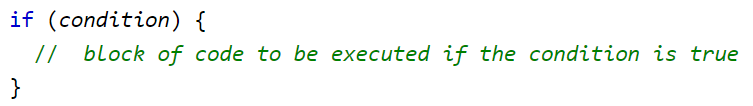 if (condition) {
  //  block of code to be executed if the condition is true
}